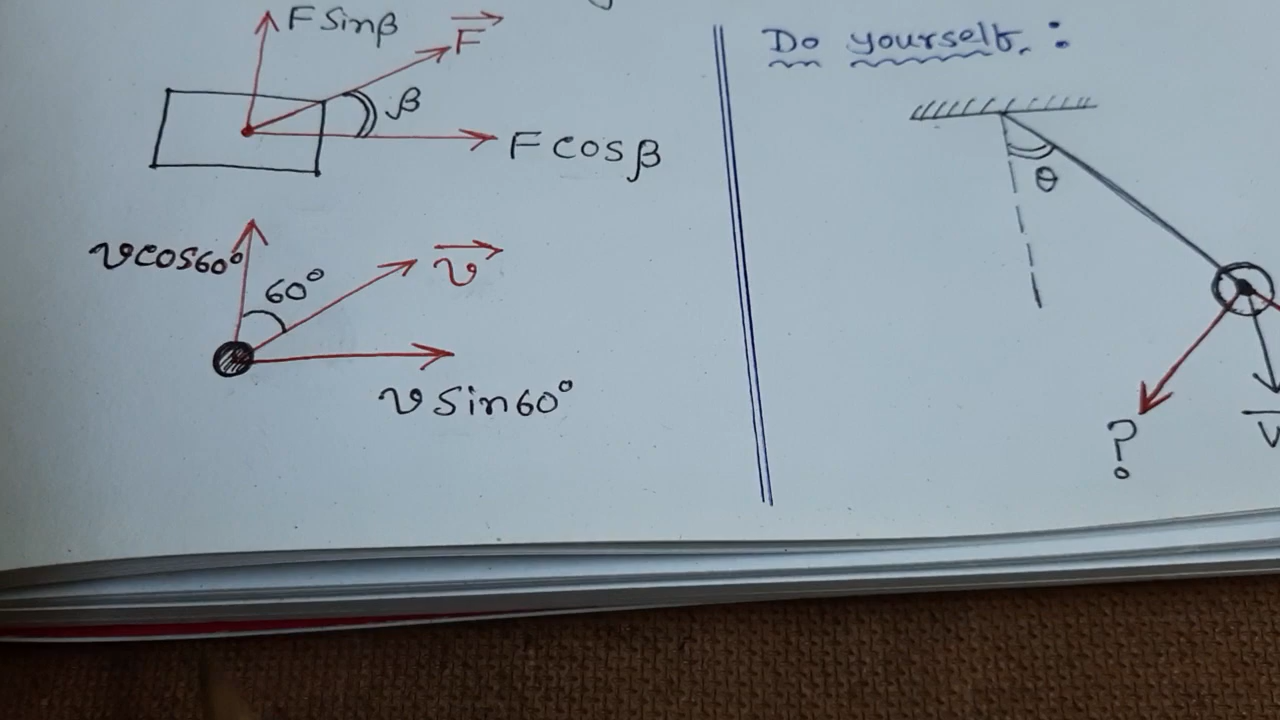 F sinβ
F
β
F cosβ
vcos60°
60°
v
v sin60°
Do yourself. :
θ
?